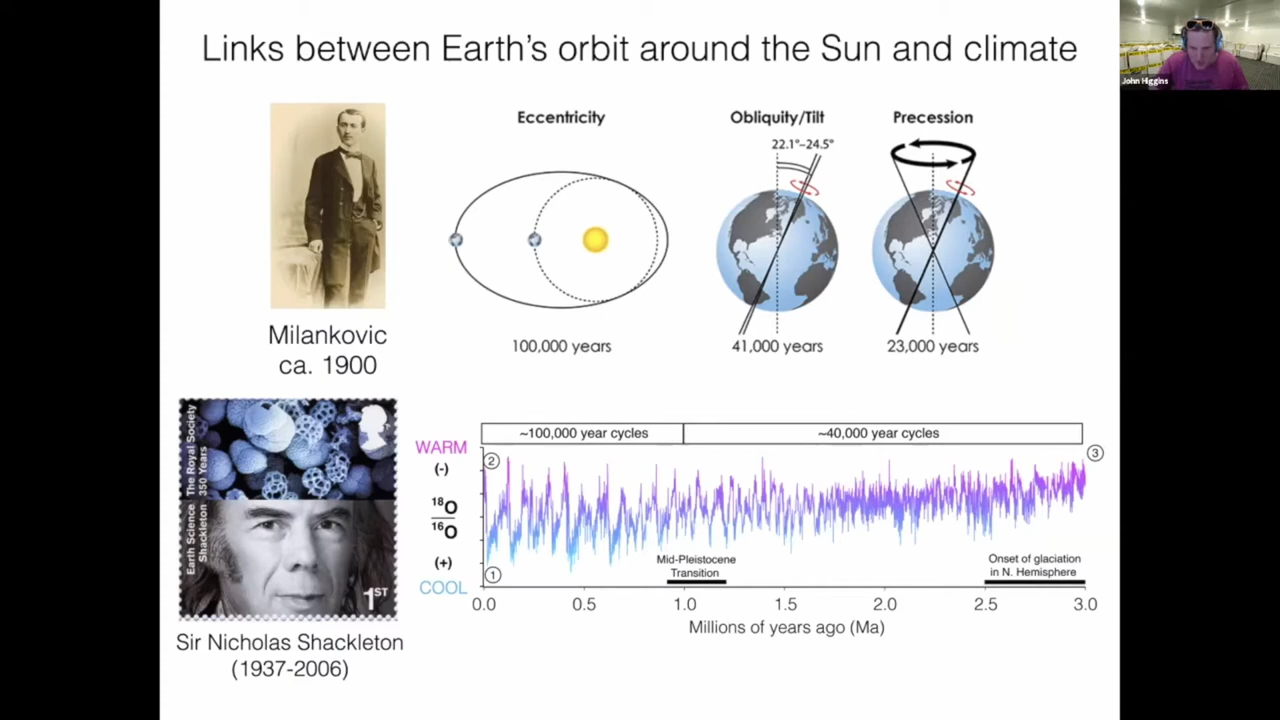 Links between Earth's orbit around the Sun and climate
John Higgins
Milankovic
ca. 1900
Eccentricity
100,000 years
Obliquity/Tilt
22.1°–24.5°
41,000 years
Precession
23,000 years
The Royal Society
350 Years
Earth Science
Shackleton
1ST
Sir Nicholas Shackleton
(1937-2006)
~100,000 year cycles
~40,000 year cycles
WARM
(-)
18O
16O
(+)
COOL
2
1
3
Mid-Pleistocene
Transition
Onset of glaciation
in N. Hemisphere
0.0 0.5 1.0 1.5 2.0 2.5 3.0
Millions of years ago (Ma)